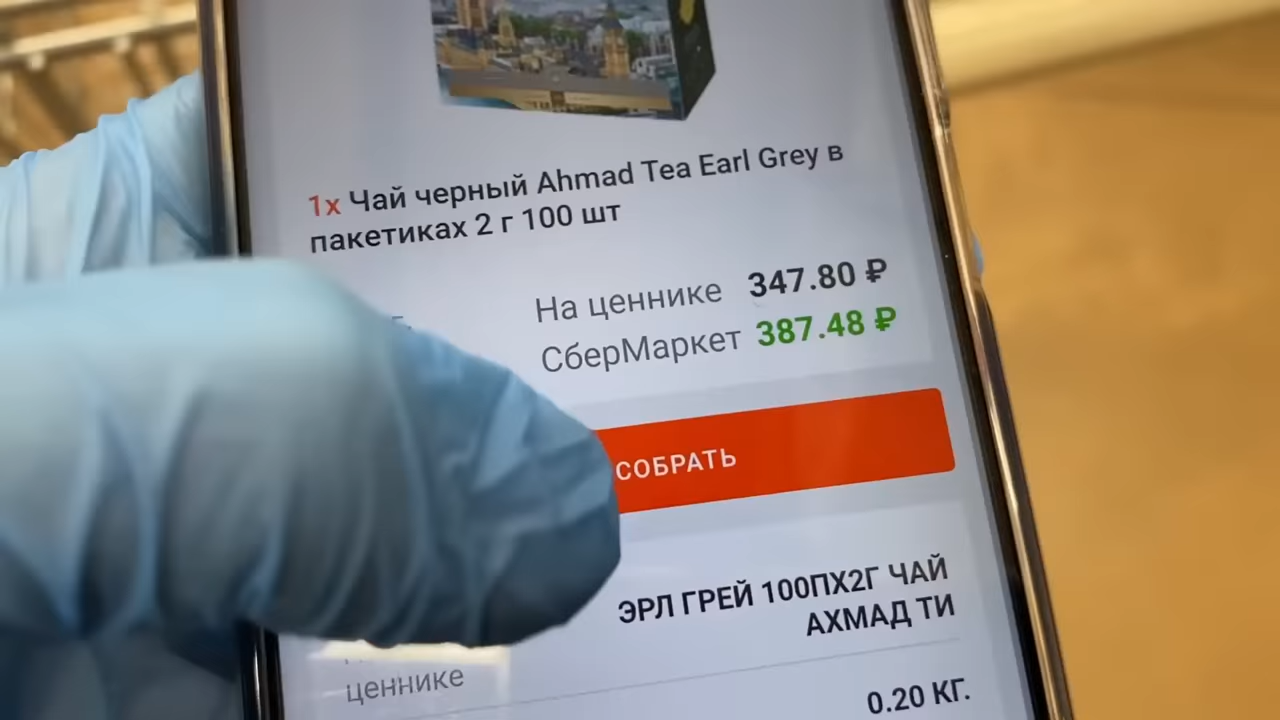 1x Чай черный Ahmad Tea Earl Grey в
пакетиках 2 г 100 шт
На ценнике 347.80 ₽
СберМаркет 387.48 ₽
СОБРАТЬ
ЭРЛ ГРЕЙ 100ПХ2Г ЧАЙ
АХМАД ТИ
ценнике
0.20 КГ.